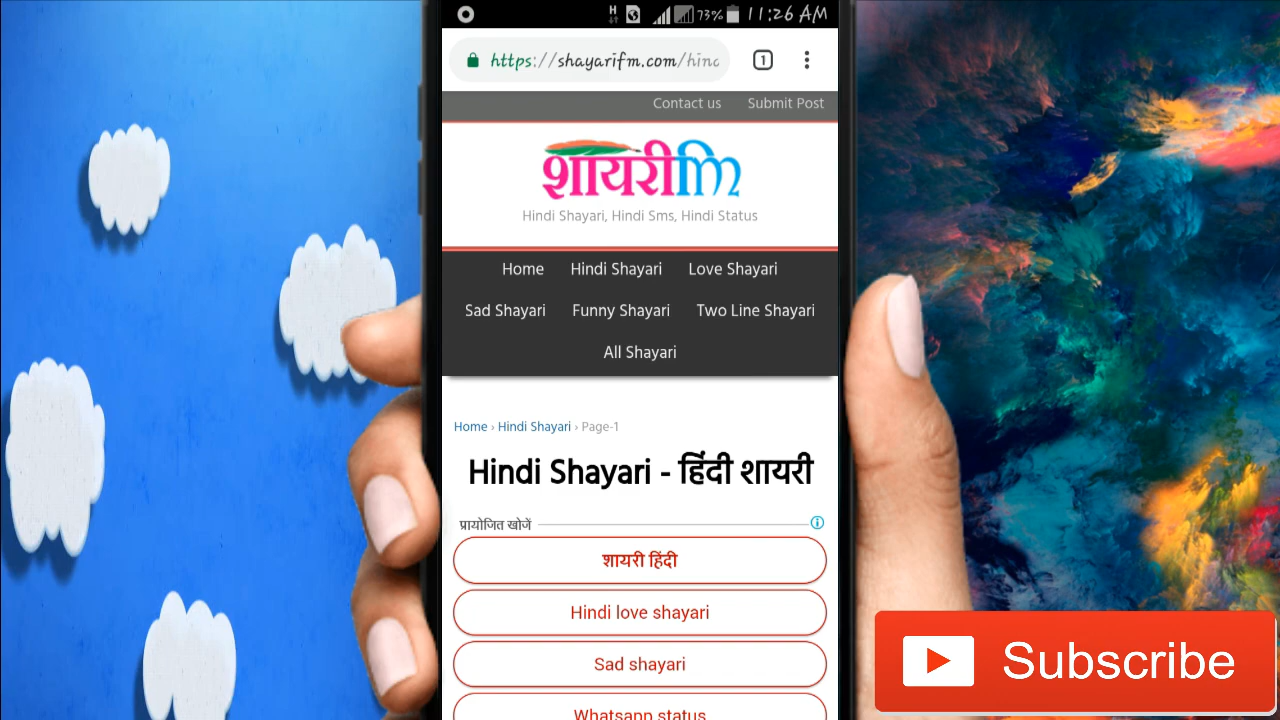 H 73% 11:26 AM
https://shayarifm.com/hind
1
Contact us Submit Post
शायरीfm
Hindi Shayari, Hindi Sms, Hindi Status
Home Hindi Shayari Love Shayari
Sad Shayari Funny Shayari Two Line Shayari
All Shayari
Home › Hindi Shayari › Page-1
Hindi Shayari - हिंदी शायरी
प्रायोजित खोजें
शायरी हिंदी
Hindi love shayari
Sad shayari
Whatsapp status
Subscribe